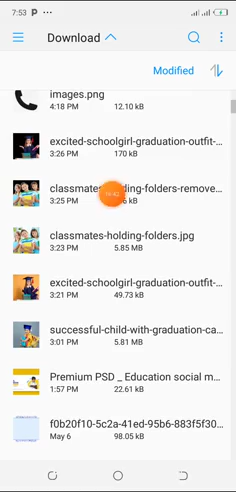 7:53
Download
Modified
images.png
4:18 PM 12.10 kB
excited-schoolgirl-graduation-outfit-...
3:26 PM 170 kB
classmates-holding-folders-remove...
3:25 PM kB
classmates-holding-folders.jpg
3:23 PM 5.85 MB
excited-schoolgirl-graduation-outfit-...
3:21 PM 49.73 kB
successful-child-with-graduation-ca...
3:01 PM 5.81 MB
Premium PSD _ Education social m...
1:57 PM 22.61 kB
f0b20f10-5c2a-41ed-95b6-883f5f30...
May 6 98.05 kB